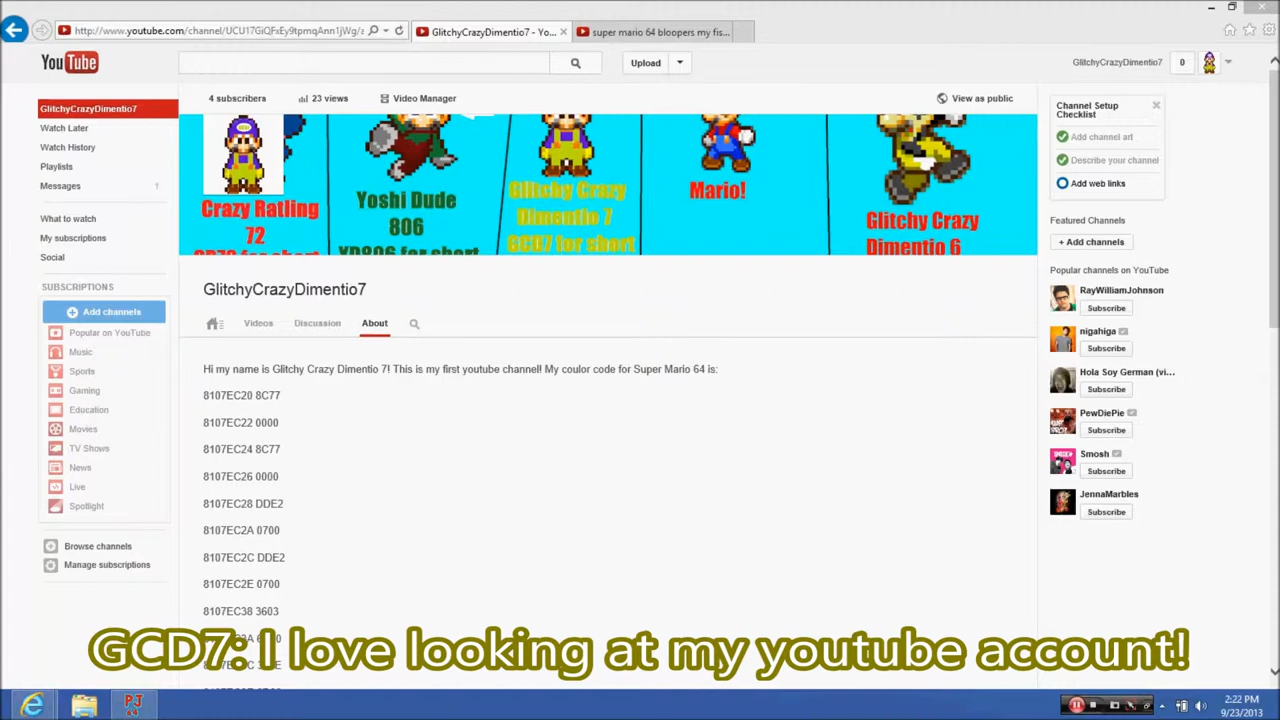 http://www.youtube.com/channel/UCU17GiQFxEy9tpmqAnn1jWg/a
GlitchyCrazyDimentio7 - Yo...
super mario 64 bloopers my fis...
YouTube
Upload
GlitchyCrazyDimentio7
0
GlitchyCrazyDimentio7
Watch Later
Watch History
Playlists
Messages
What to watch
My subscriptions
Social
SUBSCRIPTIONS
Add channels
Popular on YouTube
Music
Sports
Gaming
Education
Movies
TV Shows
News
Live
Spotlight
Browse channels
Manage subscriptions
4 subscribers
23 views
Video Manager
View as public
Crazy Ratling
72
for short
Yoshi Dude
806
YD806 for short
Glitchy Crazy
Dimentio 7
GCD7 for short
Mario!
Glitchy Crazy
Dimentio 6
GlitchyCrazyDimentio7
Videos
Discussion
About
Hi my name is Glitchy Crazy Dimentio 7! This is my first youtube channel! My coulor code for Super Mario 64 is:
8107EC20 8C77
8107EC22 0000
8107EC24 8C77
8107EC26 0000
8107EC28 DDE2
8107EC2A 0700
8107EC2C DDE2
8107EC2E 0700
8107EC38 3603
Channel Setup
Checklist
Add channel art
Describe your channel
Add web links
Featured Channels
+ Add channels
Popular channels on YouTube
RayWilliamJohnson
Subscribe
nigahiga
Subscribe
Hola Soy German (vi...
Subscribe
PewDiePie
Subscribe
Smosh
Subscribe
JennaMarbles
Subscribe
GCD7: I love looking at my youtube account!
PJ
64
2:22 PM
9/23/2013